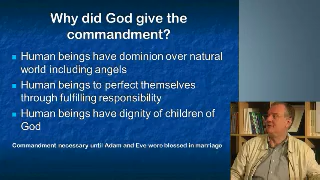 Why did God give the
commandment?
Human beings have dominion over natural
world including angels
Human beings to perfect themselves
through fulfilling responsibility
Human beings have dignity of children of
God
Commandment necessary until Adam and Eve were blessed in marriage